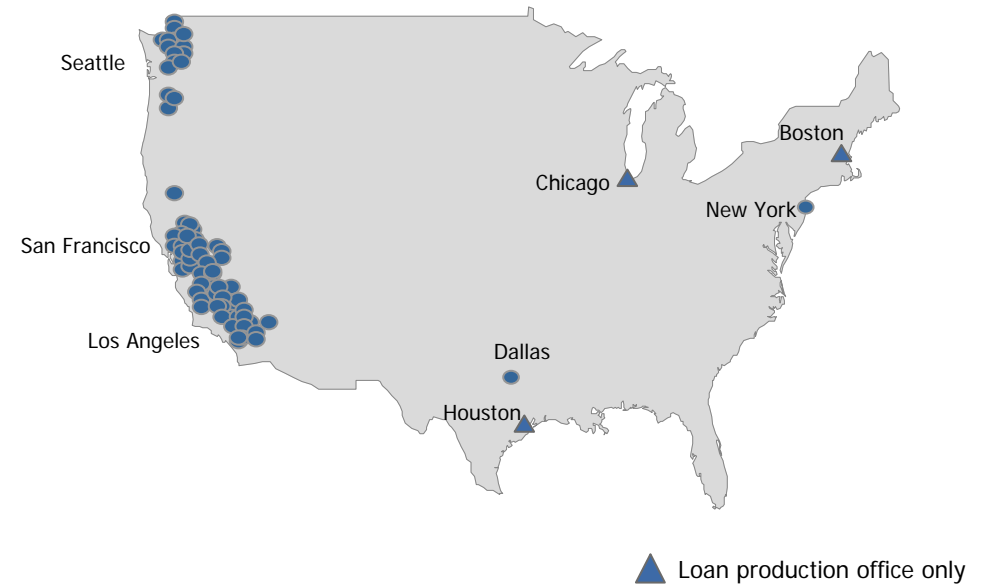 Seattle
Boston
Chicago
New York
San Francisco
Los Angeles
Dallas
Houston
Loan production office only